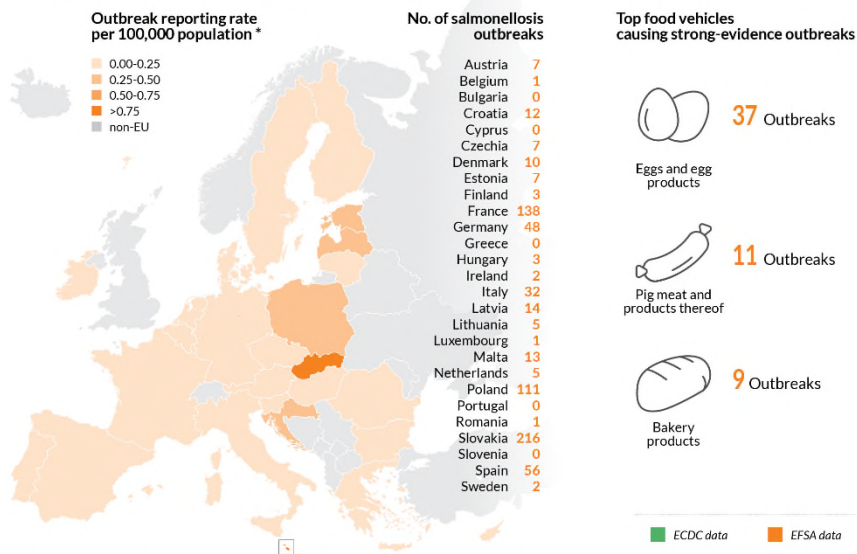 Outbreak reporting rate
per 100,000 population *
0.00-0.25
0.25-0.50
0.50-0.75
>0.75
non-EU
No. of salmonellosis
outbreaks
Austria 7
Belgium 1
Bulgaria 0
Croatia 12
Cyprus 0
Czechia 7
Denmark 10
Estonia 7
Finland 3
France 138
Germany 48
Greece 0
Hungary 3
Ireland 2
Italy 32
Latvia 14
Lithuania 5
Luxembourg 1
Malta 13
Netherlands 5
Poland 111
Portugal 0
Romania 1
Slovakia 216
Slovenia 0
Spain 56
Sweden 2
Top food vehicles
causing strong-evidence outbreaks
37 Outbreaks
Eggs and egg
products
11 Outbreaks
Pig meat and
products thereof
9 Outbreaks
Bakery
products
ECDC data
EFSA data